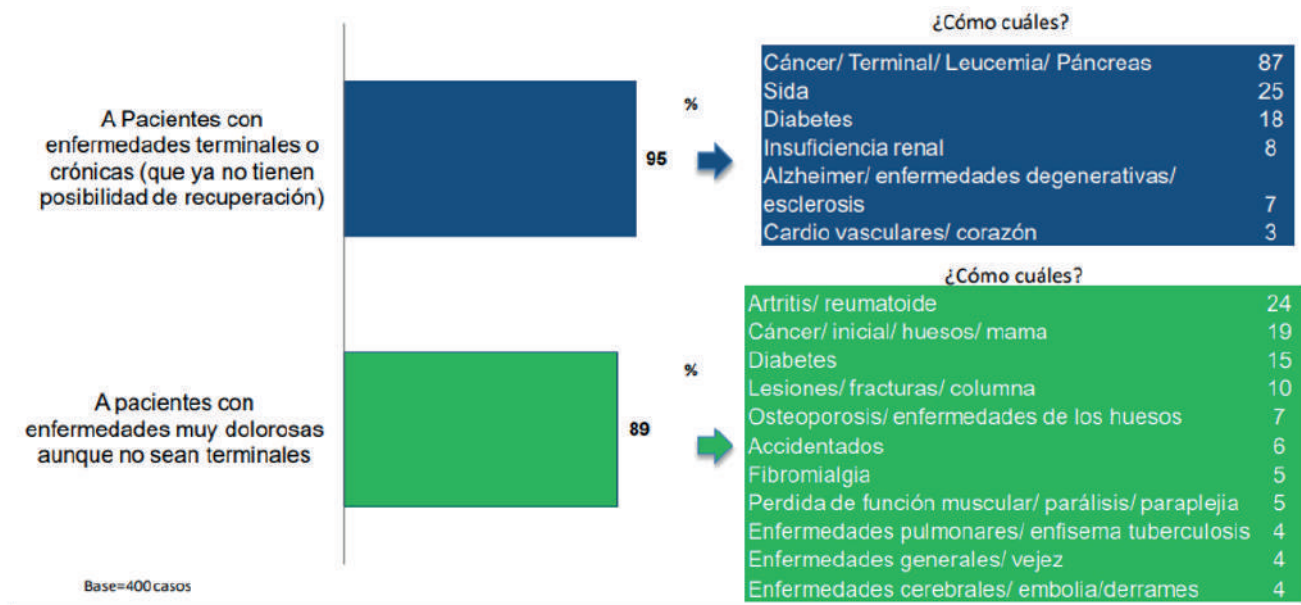 A Pacientes con
enfermedades terminales o
crónicas (que ya no tienen
posibilidad de recuperación)
95
%
¿Cómo cuáles?
Cáncer/ Terminal/ Leucemia/ Páncreas 87
Sida 25
Diabetes 18
Insuficiencia renal 8
Alzheimer/ enfermedades degenerativas/
esclerosis 7
Cardio vasculares/ corazón 3
A pacientes con
enfermedades muy dolorosas
aunque no sean terminales
89
%
¿Cómo cuáles?
Artritis/ reumatoide 24
Cáncer/ inicial/ huesos/ mama 19
Diabetes 15
Lesiones/ fracturas/ columna 10
Osteoporosis/ enfermedades de los huesos 7
Accidentados 6
Fibromialgia 5
Perdida de función muscular/ parálisis/ paraplejia 5
Enfermedades pulmonares/ enfisema tuberculosis 4
Enfermedades generales/ vejez 4
Enfermedades cerebrales/ embolia/derrames 4
Base=400 casos